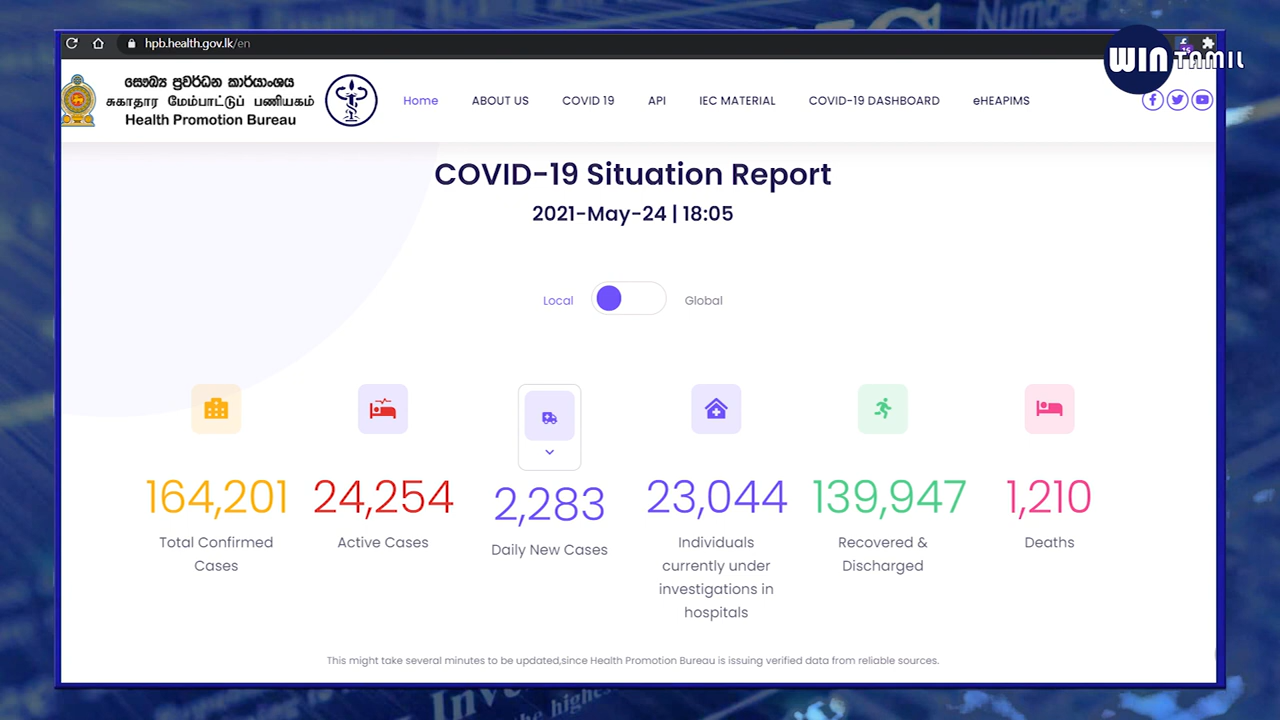 Number
hpb.health.gov.lk/en
WIN TAMIL
සෞඛ්‍ය ප්‍රවර්ධන කාර්යාංශය
சுகாதார மேம்பாட்டுப் பணியகம்
Health Promotion Bureau
Home
ABOUT US
COVID 19
API
IEC MATERIAL
COVID-19 DASHBOARD
eHEAPIMS
COVID-19 Situation Report
2021-May-24 | 18:05
Local
Global
164,201
Total Confirmed
Cases
24,254
Active Cases
2,283
Daily New Cases
23,044
Individuals
currently under
investigations in
hospitals
139,947
Recovered &
Discharged
1,210
Deaths
This might take several minutes to be updated,since Health Promotion Bureau is issuing verified data from reliable sources.
the highest